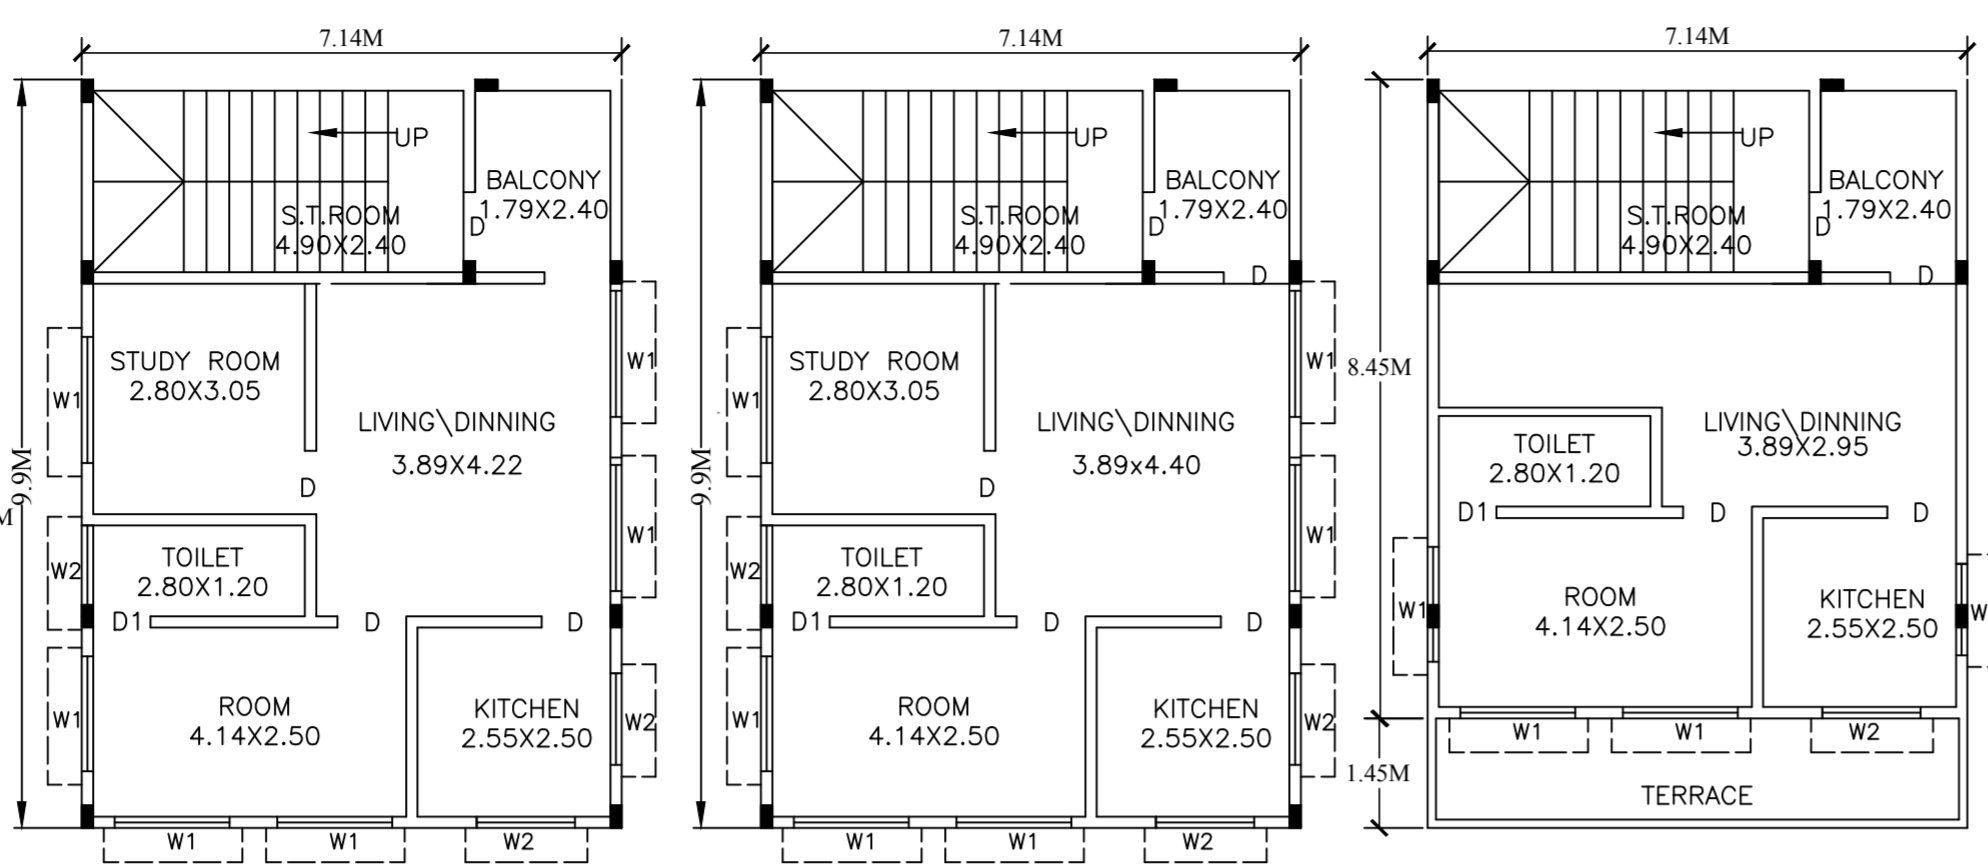 7.14M
UP
BALCONY
1.79X2.40
S.T.ROOM
4.90X2.40
D
STUDY ROOM
2.80X3.05
W1
W1
LIVING\DINNING
3.89X4.22
9.9M
M
D
W1
TOILET
2.80X1.20
W2
D1
D
D
ROOM
4.14X2.50
KITCHEN
2.55X2.50
W1
W2
W1
W1
W2
7.14M
UP
BALCONY
1.79X2.40
S.T.ROOM
4.90X2.40
D
D
STUDY ROOM
2.80X3.05
W1
W1
LIVING\DINNING
3.89x4.40
9.9M
D
W1
TOILET
2.80X1.20
W2
D1
D
D
ROOM
4.14X2.50
KITCHEN
2.55X2.50
W1
W2
W1
W1
W2
7.14M
UP
BALCONY
1.79X2.40
S.T.ROOM
4.90X2.40
D
D
8.45M
LIVING\DINNING
3.89X2.95
TOILET
2.80X1.20
D1
D
D
ROOM
4.14X2.50
KITCHEN
2.55X2.50
W1
W
W1
W1
W2
1.45M
TERRACE